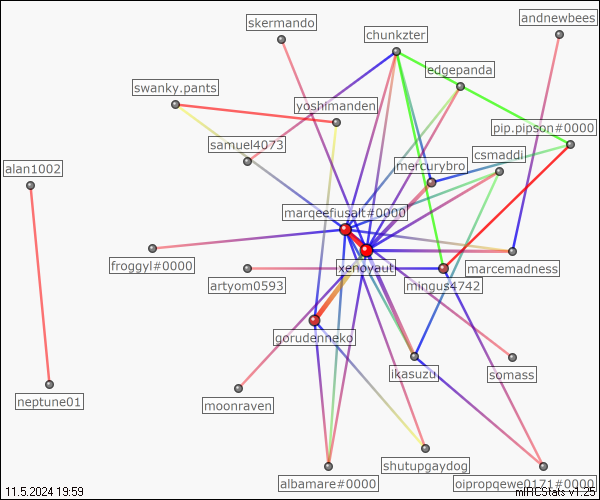 skermando
andnewbees
chunkzter
edgepanda
swanky.pants
yoshimanden
pip.pipson#0000
samuel4073
csmaddi
mercurybro
alan1002
marqeefusalt#0000
froggyl#0000
xenoyaut
marcemadness
artyom0593
mingus4742
gorudenneko
ikasuzu
somass
neptune01
moonraven
shutupgaydog
albamare#0000
oipropqewe0171#0000
11.5.2024 19:59
mIRCStats v1.25